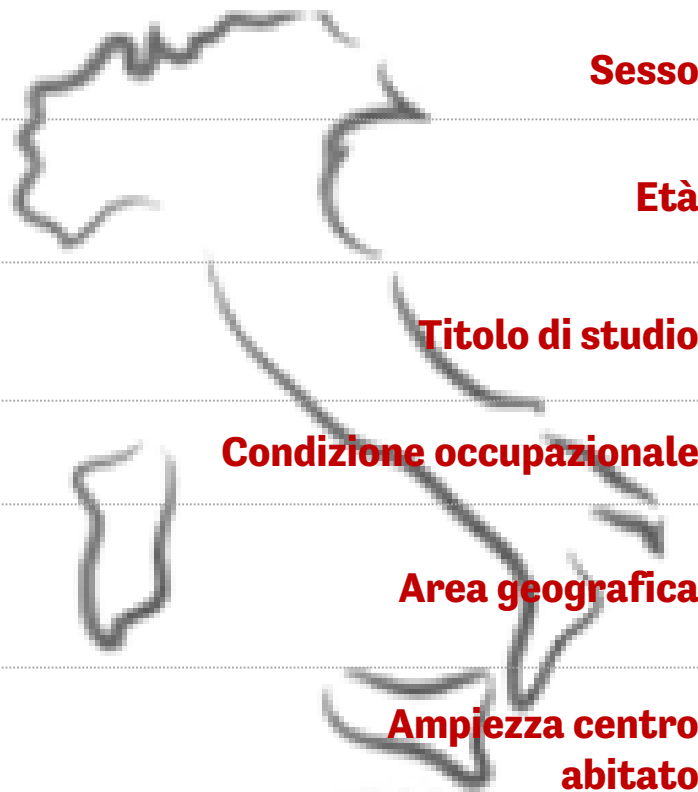 Sesso
Età
Titolo di studio
Condizione occupazionale
Area geografica
Ampiezza centro
abitato